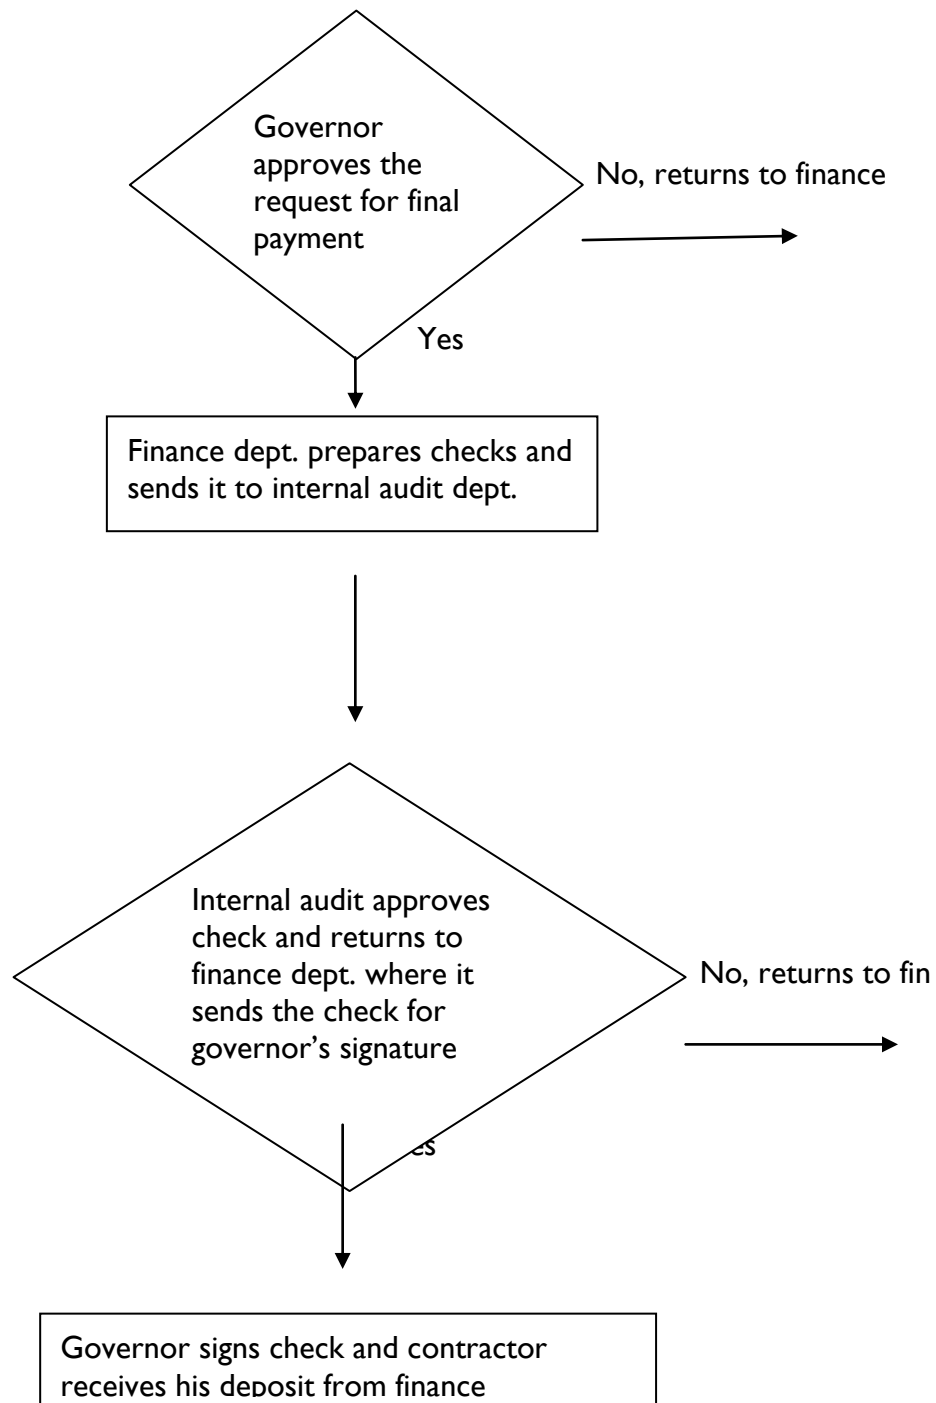 Governor
approves the
request for final
payment
No, returns to finance
Yes
Finance dept. prepares checks and
sends it to internal audit dept.
Internal audit approves
check and returns to
finance dept. where it
sends the check for
governor’s signature
No, returns to fin
es
Governor signs check and contractor
receives his deposit from finance